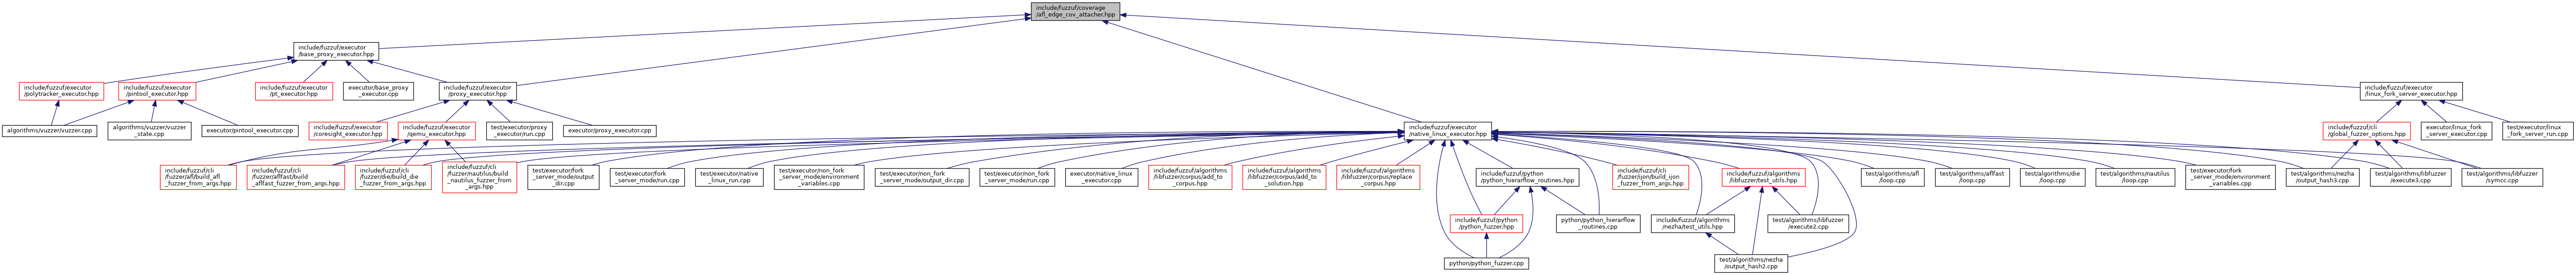 include/fuzzuf/coverage
/afl_edge_cov_attacher.hpp
include/fuzzuf/executor
/base_proxy_executor.hpp
include/fuzzuf/executor
/polytracker_executor.hpp
include/fuzzuf/executor
/pintool_executor.hpp
include/fuzzuf/executor
/pt_executor.hpp
executor/base_proxy
_executor.cpp
include/fuzzuf/executor
/proxy_executor.hpp
include/fuzzuf/executor
/linux_fork_server_executor.hpp
algorithms/vuzzer/vuzzer.cpp
algorithms/vuzzer/vuzzer
_state.cpp
executor/pintool_executor.cpp
include/fuzzuf/executor
/coresight_executor.hpp
include/fuzzuf/executor
/qemu_executor.hpp
test/executor/proxy
_executor/run.cpp
executor/proxy_executor.cpp
include/fuzzuf/executor
/native_linux_executor.hpp
include/fuzzuf/cli
/global_fuzzer_options.hpp
executor/linux_fork
_server_executor.cpp
test/executor/linux
_fork_server_run.cpp
include/fuzzuf/cli
/fuzzer/afl/build_afl
_fuzzer_from_args.hpp
include/fuzzuf/cli
/fuzzer/aflfast/build
_aflfast_fuzzer_from_args.hpp
include/fuzzuf/cli
/fuzzer/die/build_die
_fuzzer_from_args.hpp
include/fuzzuf/cli
/fuzzer/nautilus/build
_nautilus_fuzzer_from
_args.hpp
test/executor/fork
_server_mode/output
_dir.cpp
test/executor/fork
_server_mode/run.cpp
test/executor/native
_linux_run.cpp
test/executor/non_fork
_server_mode/environment
_variables.cpp
test/executor/non_fork
_server_mode/output_dir.cpp
test/executor/non_fork
_server_mode/run.cpp
executor/native_linux
_executor.cpp
include/fuzzuf/algorithms
/libfuzzer/corpus/add_to
_corpus.hpp
include/fuzzuf/algorithms
/libfuzzer/corpus/add_to
_solution.hpp
include/fuzzuf/algorithms
/libfuzzer/corpus/replace
_corpus.hpp
include/fuzzuf/python
/python_hierarflow_routines.hpp
include/fuzzuf/cli
/fuzzer/ijon/build_ijon
_fuzzer_from_args.hpp
include/fuzzuf/algorithms
/libfuzzer/test_utils.hpp
test/algorithms/afl
/loop.cpp
test/algorithms/aflfast
/loop.cpp
test/algorithms/die
/loop.cpp
test/algorithms/nautilus
/loop.cpp
test/executor/fork
_server_mode/environment
_variables.cpp
test/algorithms/nezha
/output_hash3.cpp
test/algorithms/libfuzzer
/execute3.cpp
test/algorithms/libfuzzer
/symcc.cpp
include/fuzzuf/python
/python_fuzzer.hpp
python/python_hierarflow
_routines.cpp
include/fuzzuf/algorithms
/nezha/test_utils.hpp
test/algorithms/libfuzzer
/execute2.cpp
python/python_fuzzer.cpp
test/algorithms/nezha
/output_hash2.cpp